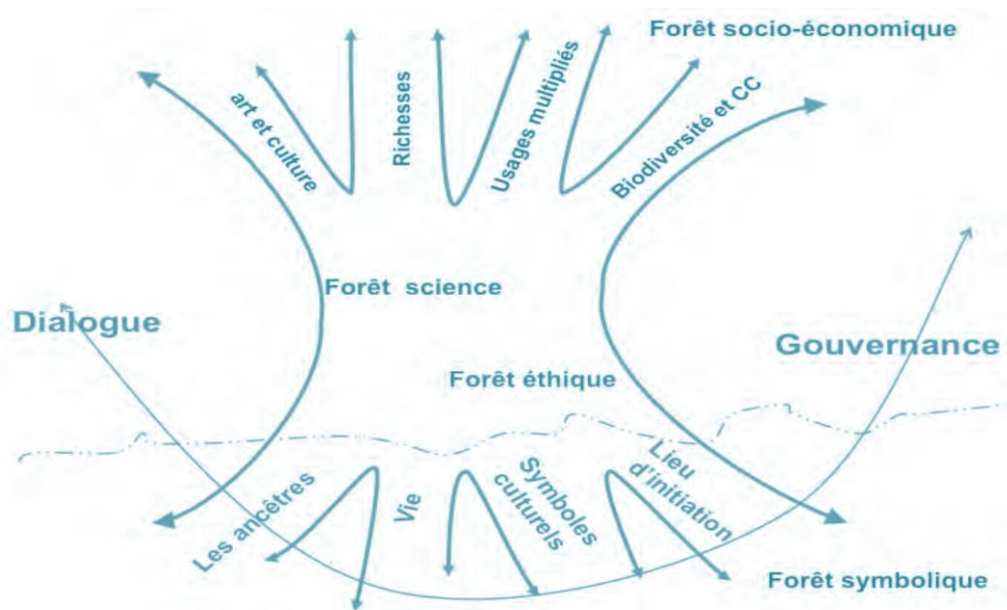 Forêt socio-économique
art et culture
Richesses
Usages multipliés
Biodiversité et CC
Forêt science
Dialogue
Gouvernance
Forêt éthique
Les ancêtres
Vie
Symboles
culturels
Lieu
d'initiation
Forêt symbolique